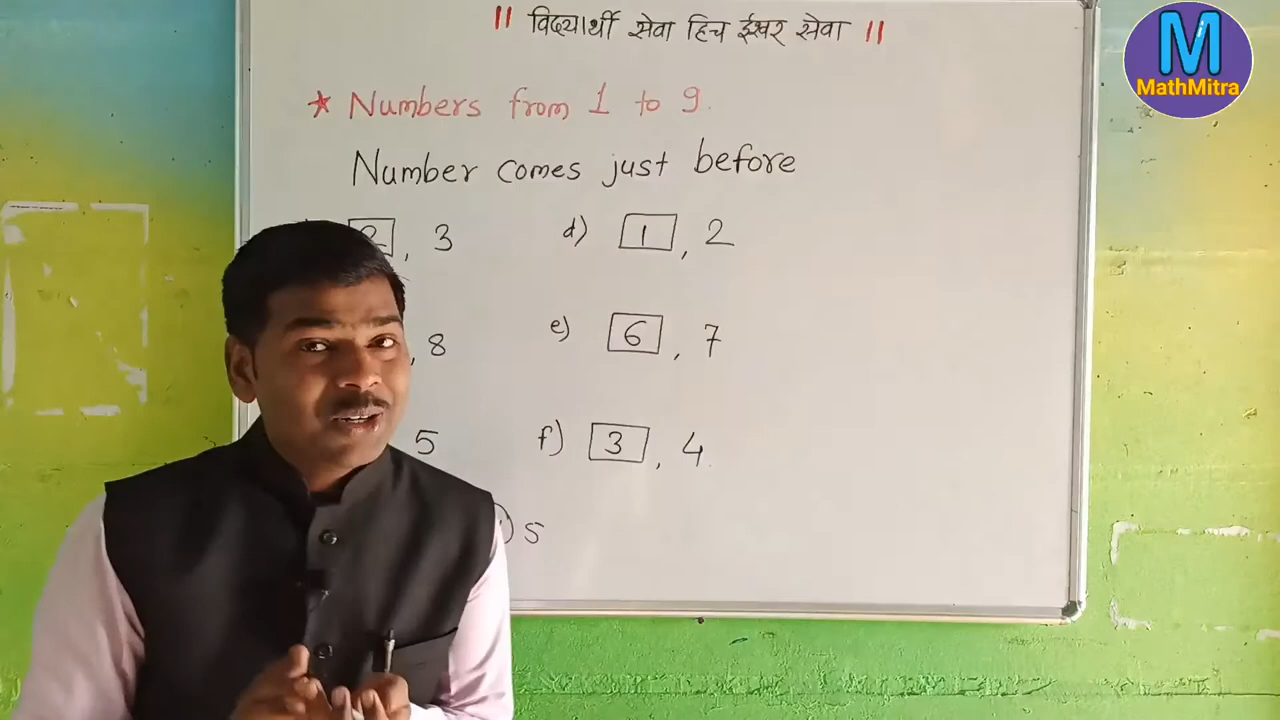 || विद्यार्थी सेवा हिच ईश्वर सेवा ||
M
MathMitra
★ Numbers from 1 to 9.
Number comes just before
2, 3 d) 1, 2
, 8 e) 6, 7
, 5 f) 3, 4
) 5